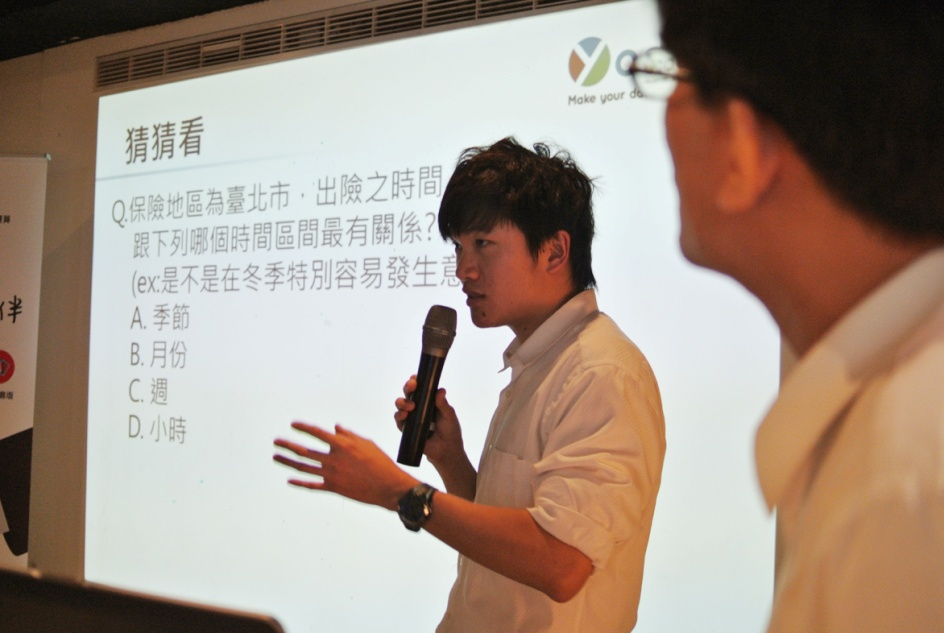 Make your
猜猜看
Q.保險地區為臺北市，出險之時間
跟下列哪個時間區間最有關係?
(ex:是不是在冬季特別容易發生意
A. 季節
B. 月份
C. 週
D. 小時
伴